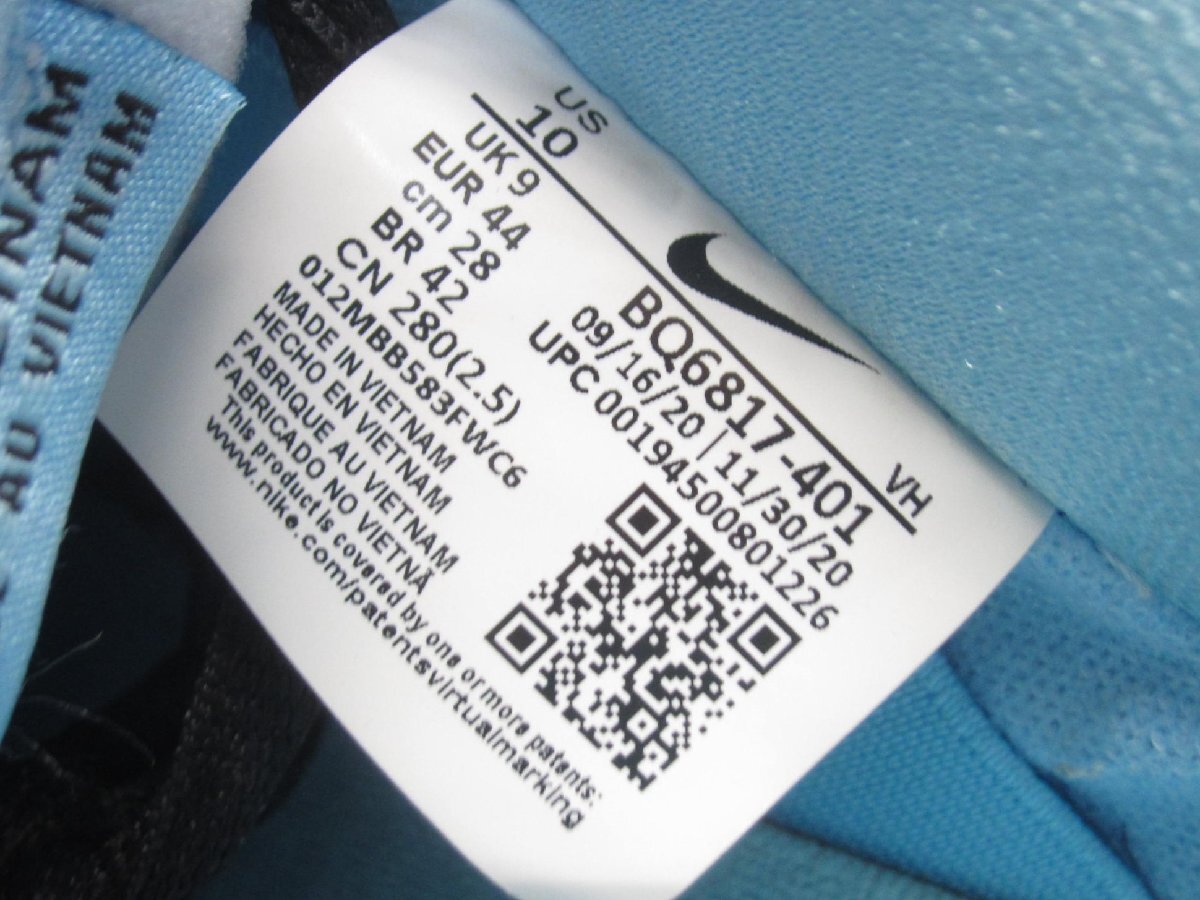 US
10
UK 9
EUR 44
cm 28
BR 42
CN 280(2.5)
012MBB583FWC6
MADE IN VIETNAM
HECHO EN VIETNAM
FABRIQUE AU VIETNAM
FABRICADO NO VIETNÃ
This product is covered by one or more patents:
www.nike.com/patentsvirtualmarking
VH
BQ6817-401
09/16/20 | 11/30/20
UPC 00194500801226
AU VIETNAM